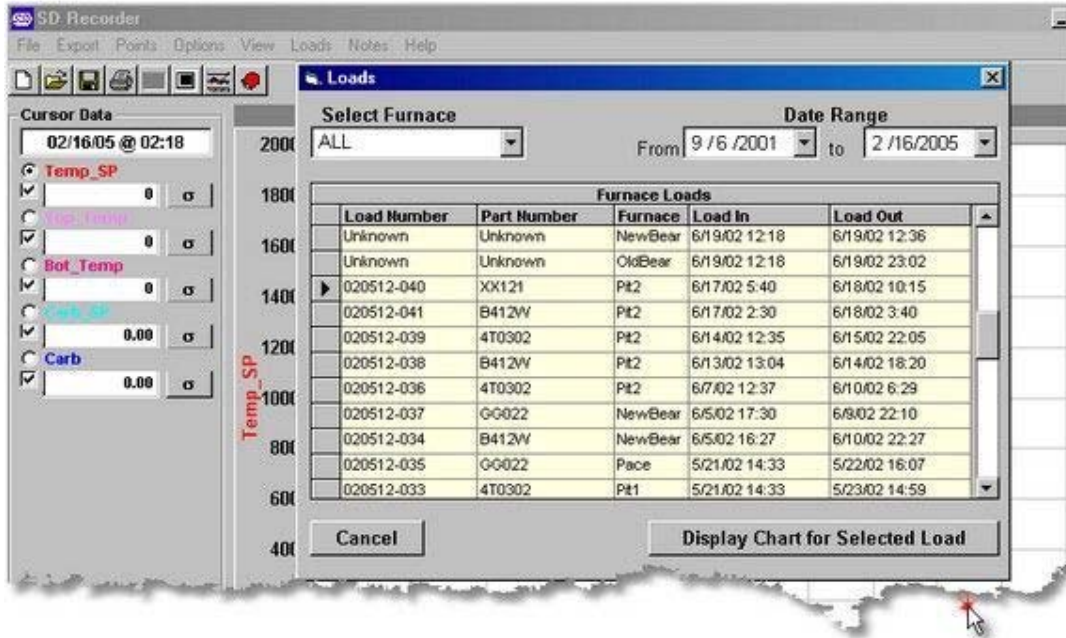 SD Recorder
File Export Points Options View Loads Notes Help
Cursor Data
02/16/05 @ 02:18
Temp_SP
0 σ
Top_Temp
0 σ
Bot_Temp
0 σ
Carb_SP
0.00 σ
Carb
0.00 σ
Temp_SP
Loads
Select Furnace
ALL
Date Range
From 9 /6 /2001 to 2 /16/2005
Furnace Loads
Load Number Part Number Furnace Load In Load Out
Unknown Unknown NewBear 6/19/02 12:18 6/19/02 12:36
Unknown Unknown OldBear 6/19/02 12:18 6/19/02 23:02
020512-040 XX121 Pit2 6/17/02 5:40 6/18/02 10:15
020512-041 B412W Pit2 6/17/02 2:30 6/18/02 3:40
020512-039 4T0302 Pit2 6/14/02 12:35 6/15/02 22:05
020512-038 B412W Pit2 6/13/02 13:04 6/14/02 18:20
020512-036 4T0302 Pit2 6/7/02 12:37 6/10/02 6:29
020512-037 GG022 NewBear 6/5/02 17:30 6/9/02 22:10
020512-034 B412W NewBear 6/5/02 16:27 6/10/02 22:27
020512-035 GG022 Pace 5/21/02 14:33 5/22/02 16:07
020512-033 4T0302 Pit1 5/21/02 14:33 5/23/02 14:59
Cancel Display Chart for Selected Load